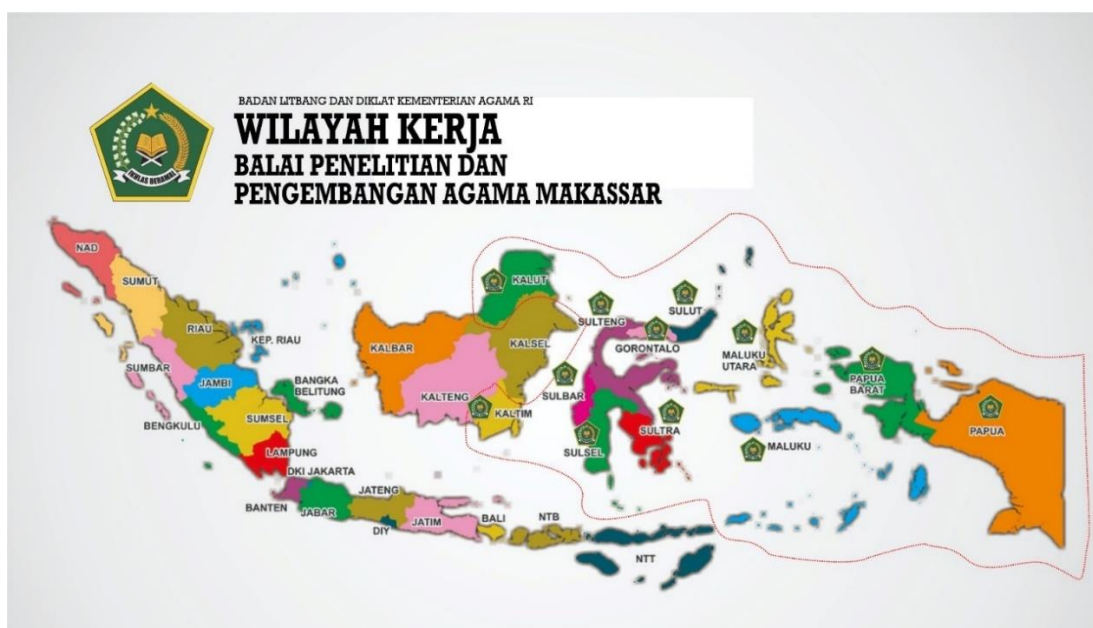 BADAN LITBANG DAN DIKLAT KEMENTERIAN AGAMA RI
WILAYAH KERJA
BALAI PENELITIAN DAN
PENGEMBANGAN AGAMA MAKASSAR
IKHLAS BERAMAL
NAD
SUMUT
RIAU
KEP. RIAU
SUMBAR
JAMBI
BANGKA
BELITUNG
BENGKULU
SUMSEL
LAMPUNG
DKI JAKARTA
BANTEN
JABAR
JATENG
DIY
JATIM
BALI
NTB
NTT
KALBAR
KALTENG
KALUT
KALSEL
KALTIM
SULTENG
SULUT
GORONTALO
SULBAR
SULSEL
SULTRA
MALUKU
UTARA
MALUKU
PAPUA
BARAT
PAPUA